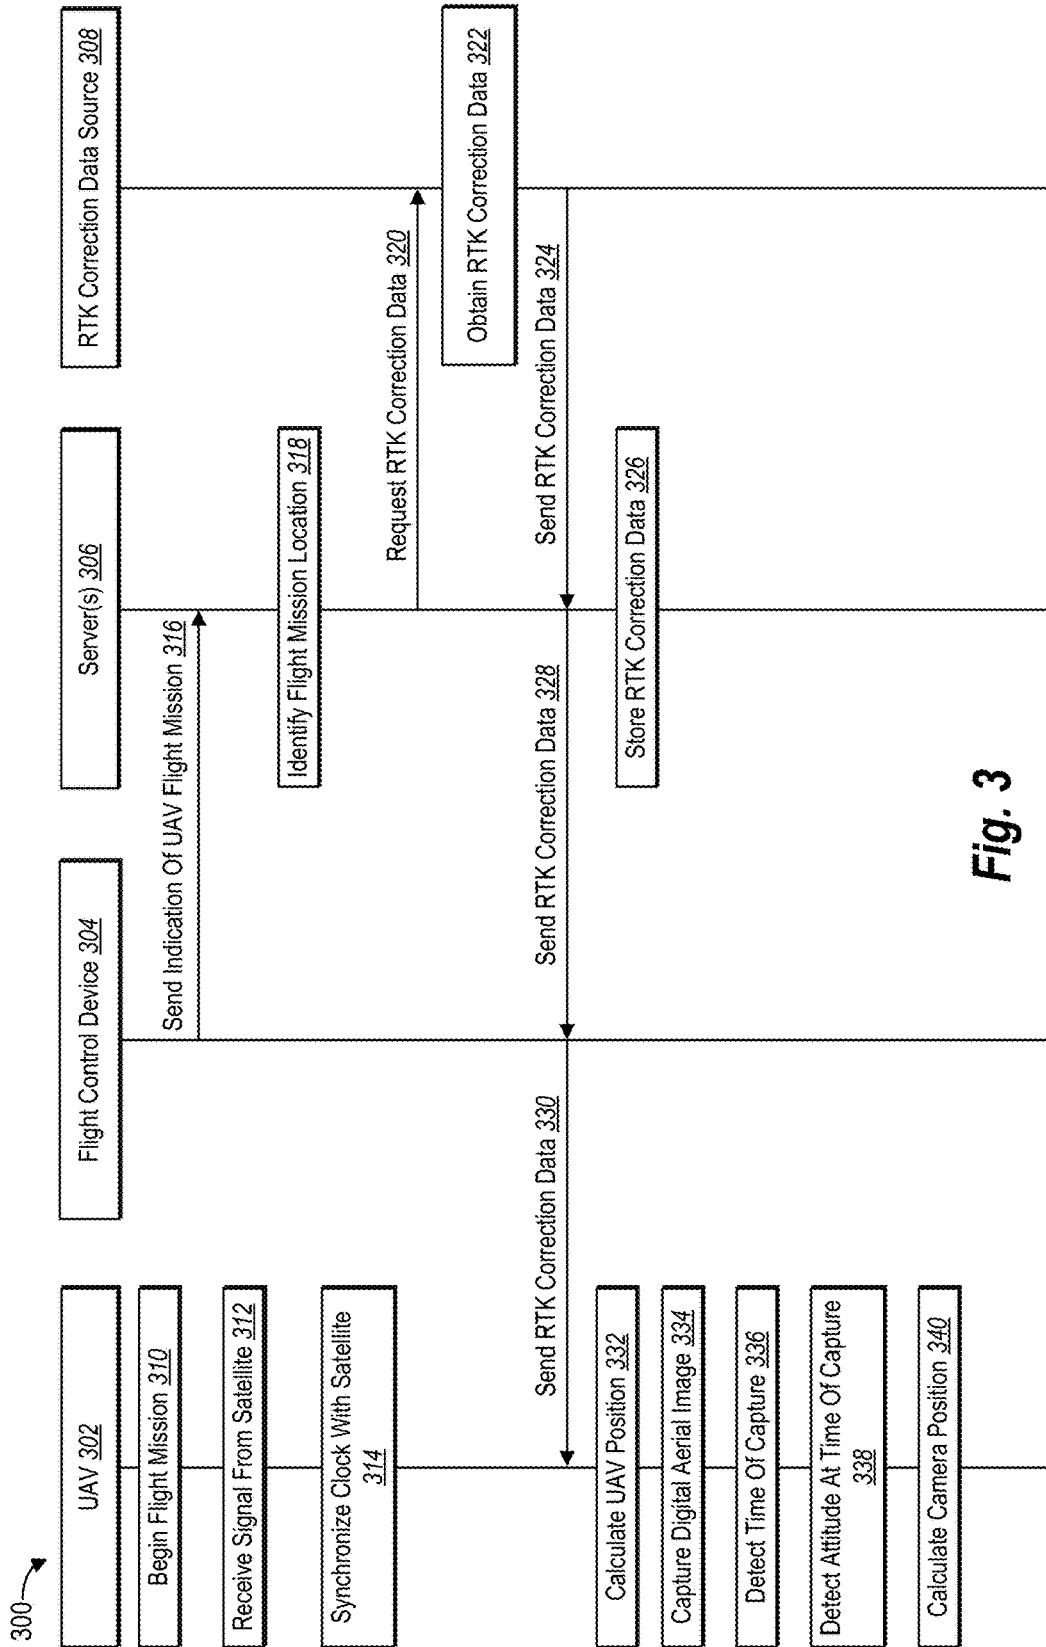 300
UAV 302
Flight Control Device 304
Server(s) 306
RTK Correction Data Source 308
Begin Flight Mission 310
Send Indication Of UAV Flight Mission 316
Receive Signal From Satellite 312
Identify Flight Mission Location 318
Synchronize Clock With Satellite
314
Request RTK Correction Data 320
Obtain RTK Correction Data 322
Send RTK Correction Data 330
Send RTK Correction Data 328
Send RTK Correction Data 324
Calculate UAV Position 332
Store RTK Correction Data 326
Capture Digital Aerial Image 334
Detect Time Of Capture 336
Detect Attitude At Time Of Capture
338
Calculate Camera Position 340
Fig. 3